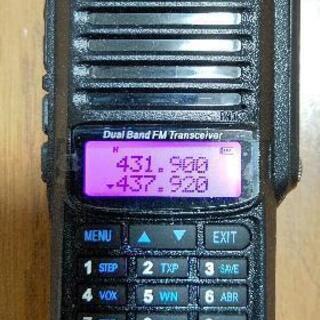 Dual Band FM Transceiver
N
431.900
437.920
MENU EXIT
1 STEP 2 TXP 3 SAVE
4 VOX 5 WN 6 ABR